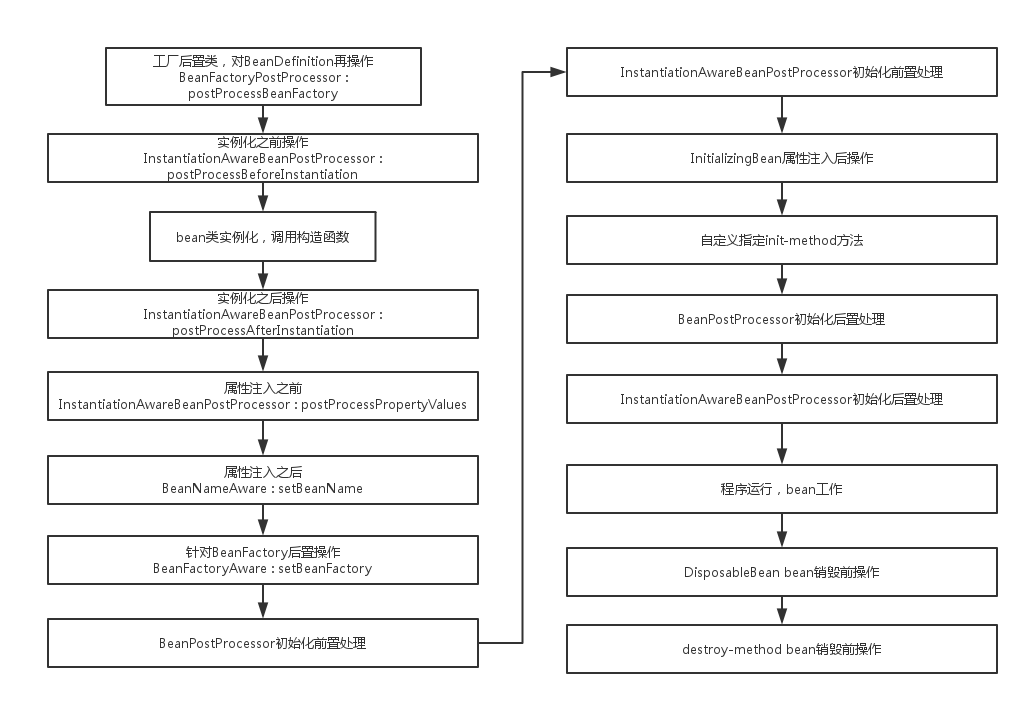 工厂后置类，对BeanDefinition再操作
BeanFactoryPostProcessor：
postProcessBeanFactory
实例化之前操作
InstantiationAwareBeanPostProcessor：
postProcessBeforeInstantiation
bean类实例化，调用构造函数
实例化之后操作
InstantiationAwareBeanPostProcessor：
postProcessAfterInstantiation
属性注入之前
InstantiationAwareBeanPostProcessor：postProcessPropertyValues
属性注入之后
BeanNameAware：setBeanName
针对BeanFactory后置操作
BeanFactoryAware：setBeanFactory
BeanPostProcessor初始化前置处理
InstantiationAwareBeanPostProcessor初始化前置处理
InitializingBean属性注入后操作
自定义指定init-method方法
BeanPostProcessor初始化后置处理
InstantiationAwareBeanPostProcessor初始化后置处理
程序运行，bean工作
DisposableBean bean销毁前操作
destroy-method bean销毁前操作